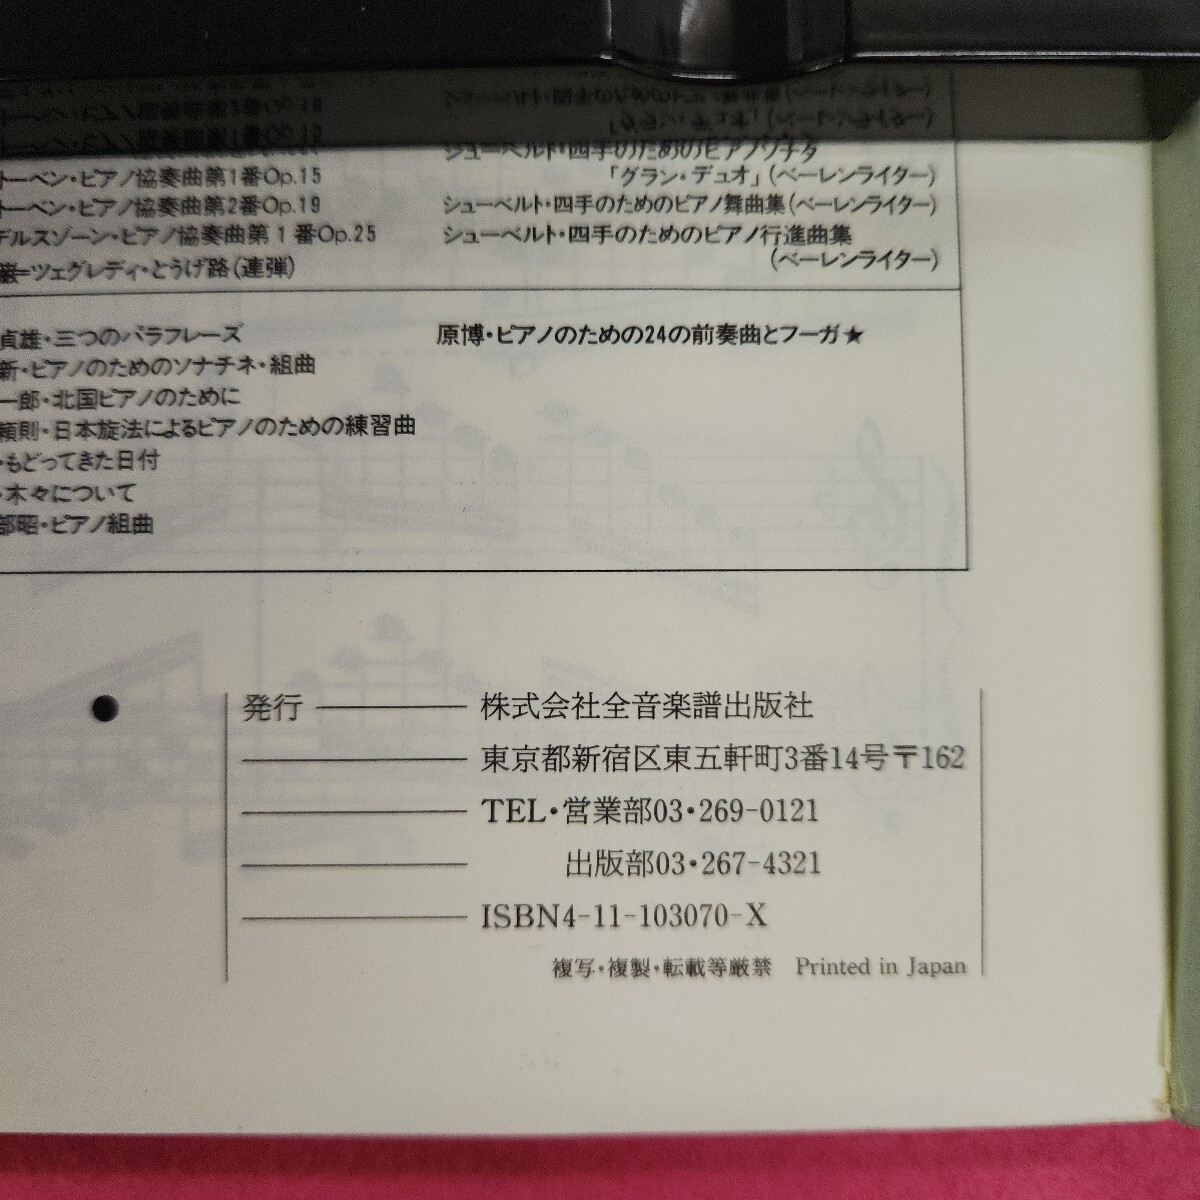 ーベン・ピアノ協奏曲第1番Op.15
ーベン・ピアノ協奏曲第2番Op.19
デルスゾーン・ピアノ協奏曲第1番Op.25
=ツェグレディ・とうげ路(連弾)
シューベルト・四手のためのピアノソナタ
「グラン・デュオ」(ベーレンライター)
シューベルト・四手のためのピアノ舞曲集(ベーレンライター)
シューベルト・四手のためのピアノ行進曲集
(ベーレンライター)
貞雄・三つのパラフレーズ
新・ピアノのためのソナチネ・組曲
一郎・北国ピアノのために
頼則・日本旋法によるピアノのための練習曲
・もどってきた日付
・木々について
部昭・ピアノ組曲
原博・ピアノのための24の前奏曲とフーガ★
発行 株式会社全音楽譜出版社
東京都新宿区東五軒町3番14号〒162
TEL・営業部03・269-0121
出版部03・267-4321
ISBN4-11-103070-X
複写・複製・転載等厳禁 Printed in Japan